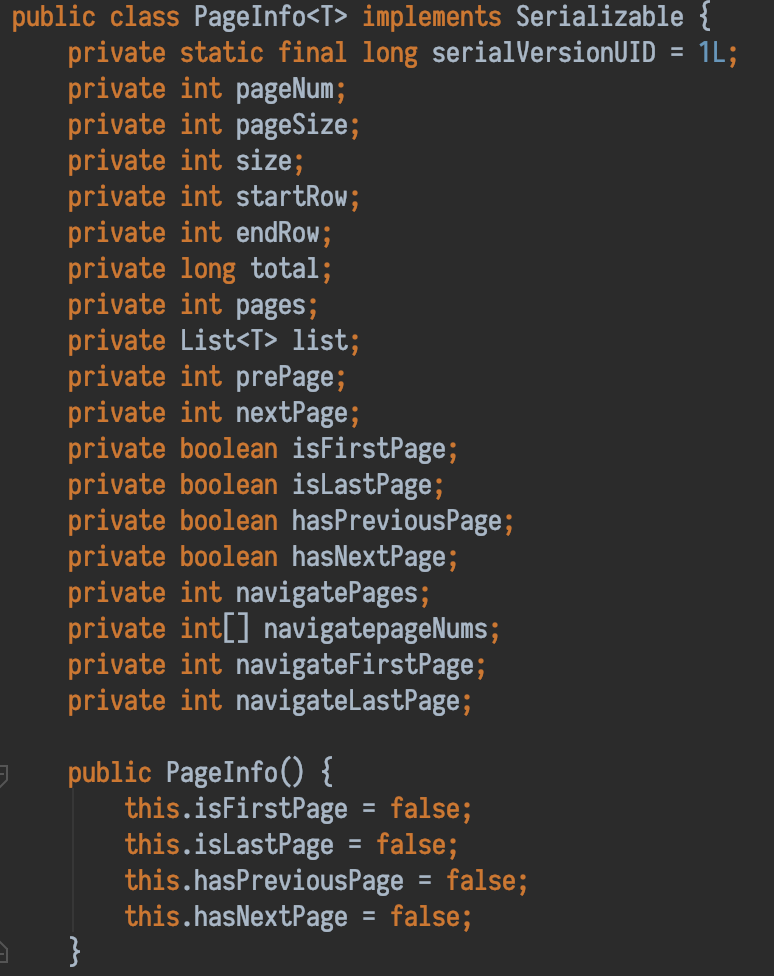 public class PageInfo<T> implements Serializable {
    private static final long serialVersionUID = 1L;
    private int pageNum;
    private int pageSize;
    private int size;
    private int startRow;
    private int endRow;
    private long total;
    private int pages;
    private List<T> list;
    private int prePage;
    private int nextPage;
    private boolean isFirstPage;
    private boolean isLastPage;
    private boolean hasPreviousPage;
    private boolean hasNextPage;
    private int navigatePages;
    private int[] navigatepageNums;
    private int navigateFirstPage;
    private int navigateLastPage;

    public PageInfo() {
        this.isFirstPage = false;
        this.isLastPage = false;
        this.hasPreviousPage = false;
        this.hasNextPage = false;
    }